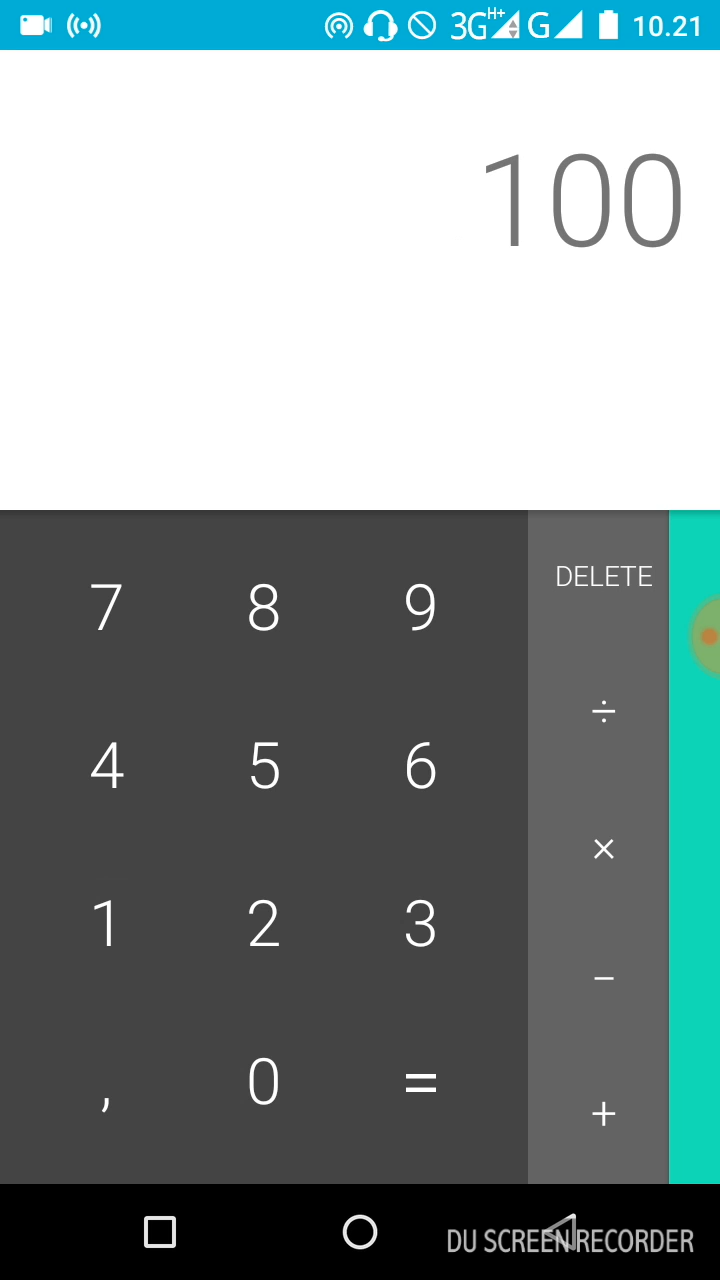 3G H+ G 10.21
100
7 8 9 DELETE
÷
4 5 6
×
1 2 3
−
, 0 =
+
DU SCREEN RECORDER